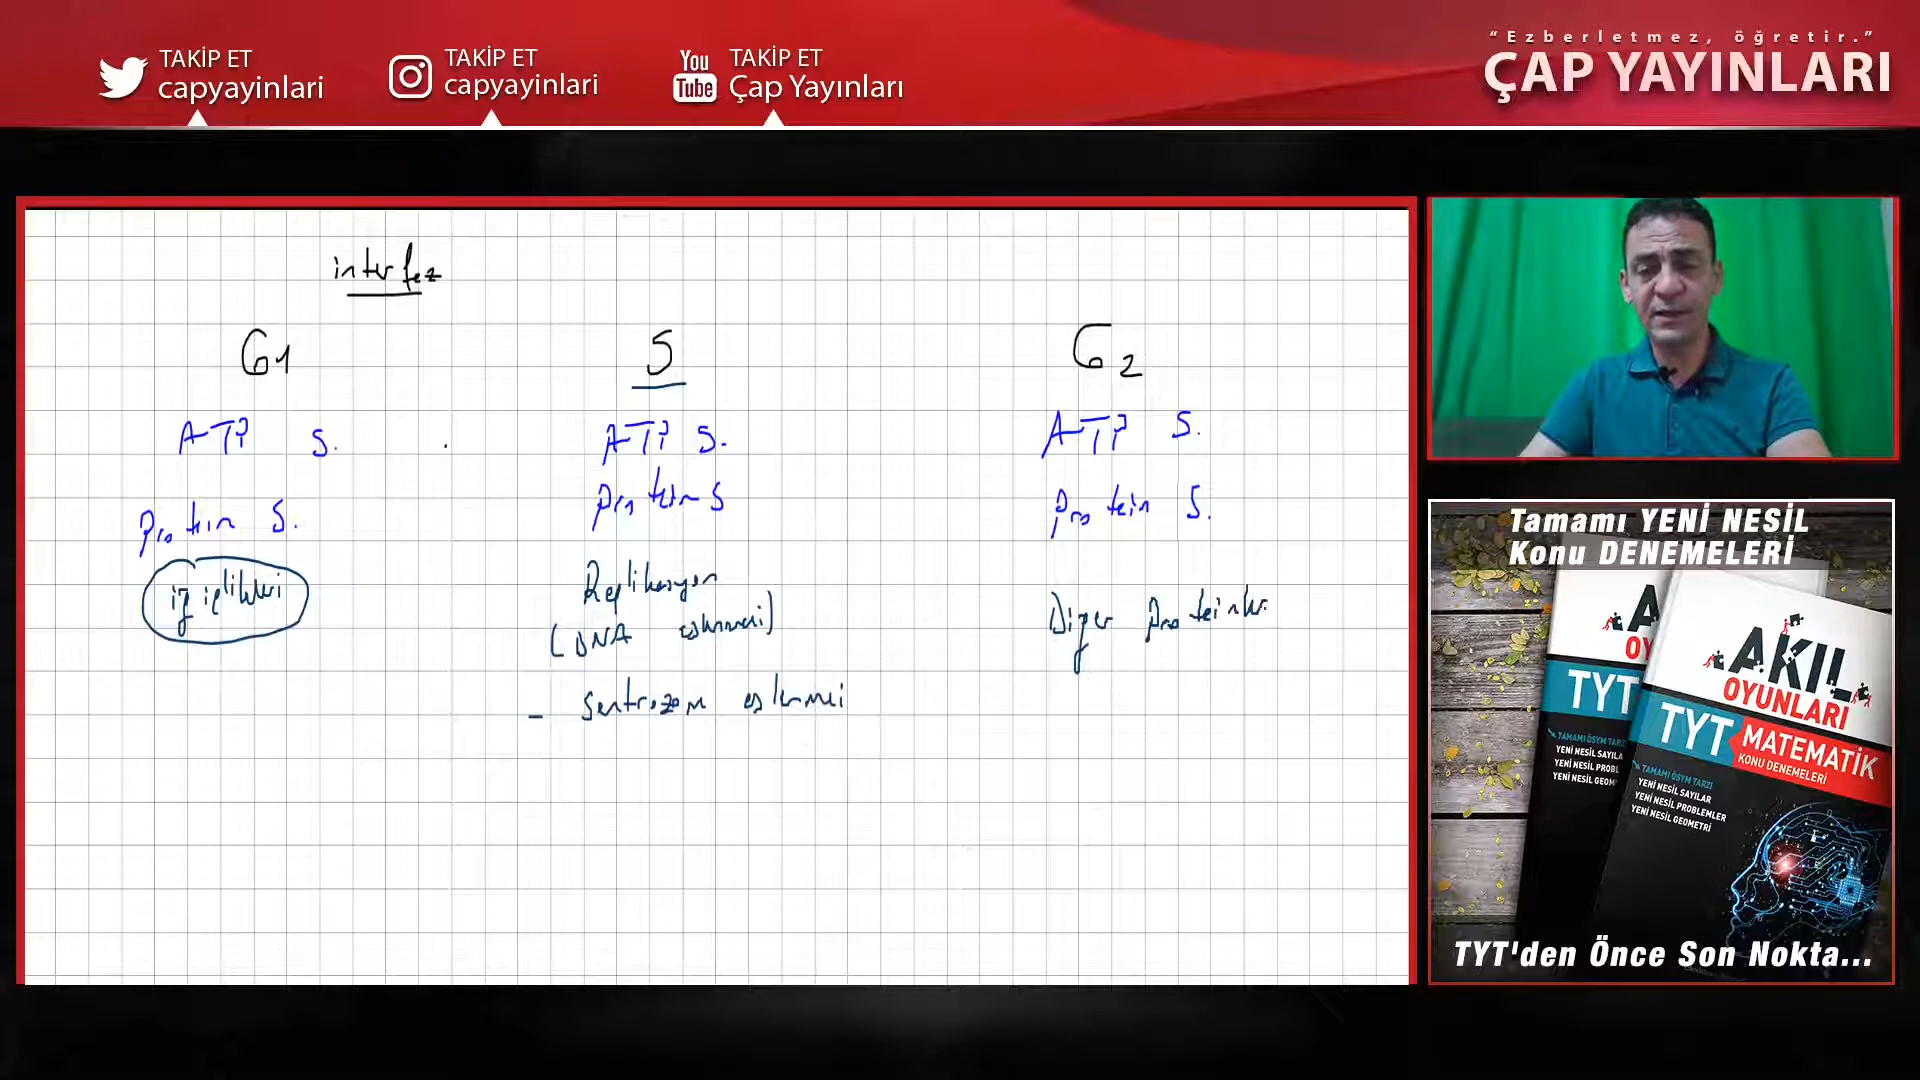 TAKİP ET
capyayinlari
TAKİP ET
capyayinlari
You
Tube
TAKİP ET
Çap Yayınları
“Ezberletmez, öğretir.”
ÇAP YAYINLARI
interfez
G1
S
G2
ATP S.
ATP S.
ATP S.
Protein S.
Protein S
Protein S.
iğ iplikleri
Replikasyon
(DNA eşlenmesi)
- Sentrozom eşlenmesi
Diğer proteinler
Tamamı YENİ NESİL
Konu DENEMELERİ
AKIL
OYUNLARI
TYT MATEMATİK
KONU DENEMELERİ
TAMAMI ÖSYM TARZI
YENİ NESİL SAYILAR
YENİ NESİL PROBLEMLER
YENİ NESİL GEOMETRİ
TYT'den Önce Son Nokta...